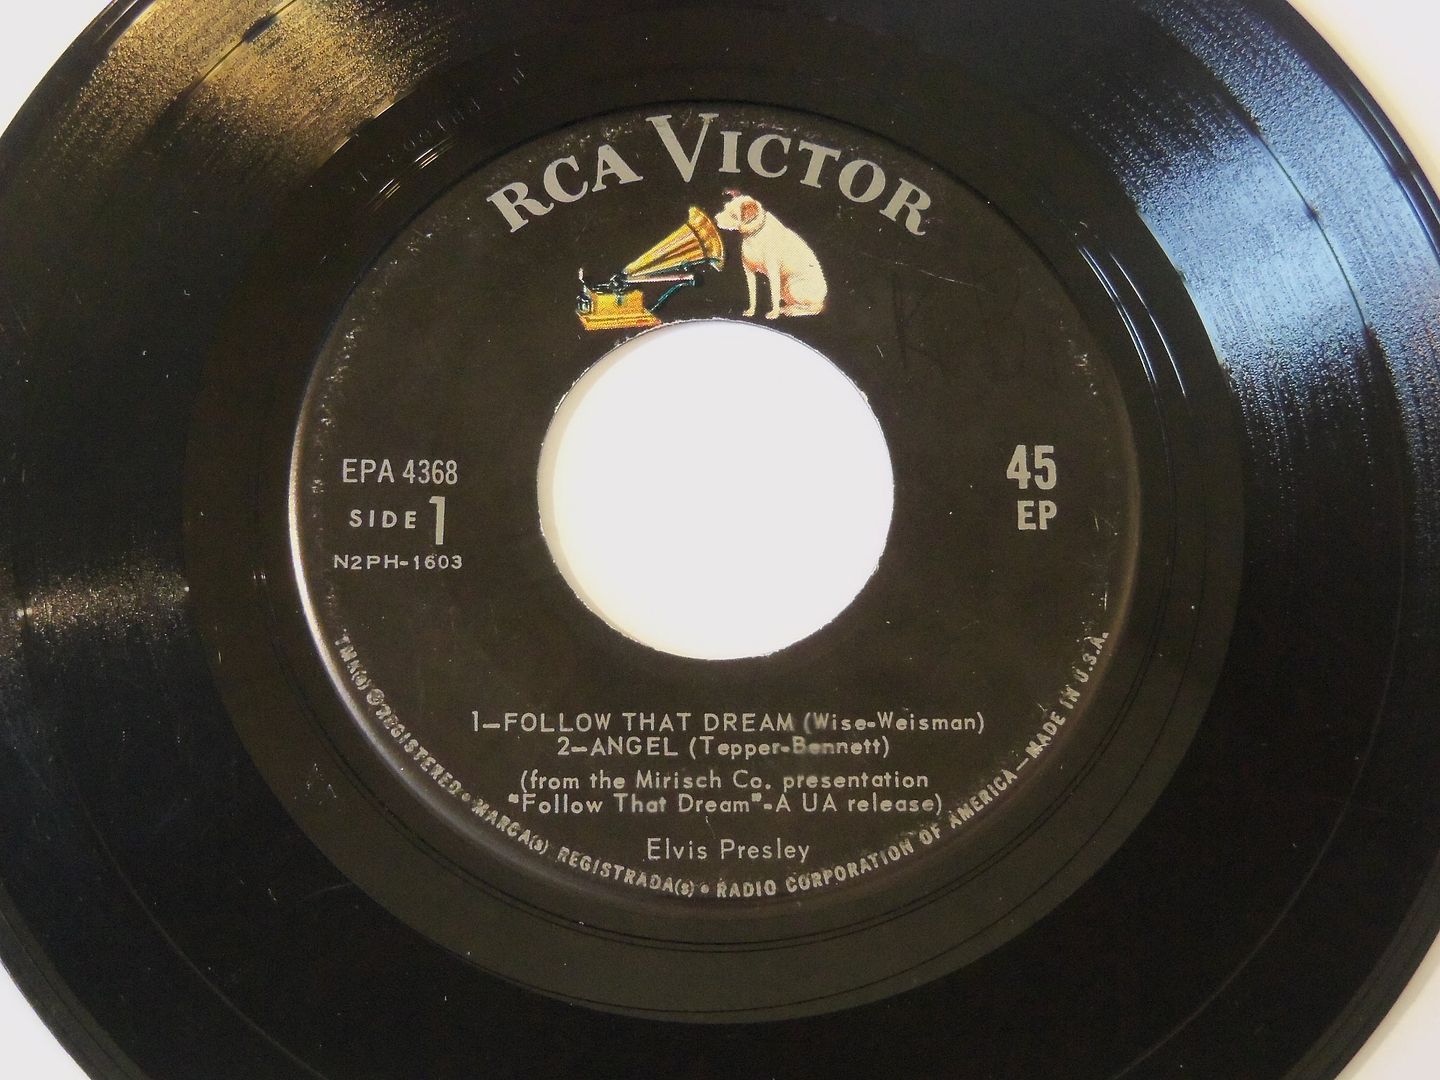 RCA VICTOR
EPA 4368
SIDE 1
N2PH-1603
45
EP
1—FOLLOW THAT DREAM (Wise-Weisman)
2—ANGEL (Tepper-Bennett)
(from the Mirisch Co. presentation
"Follow That Dream"-A UA release)
Elvis Presley
TMK(s) ® REGISTERED • MARCA(s) REGISTRADA(s) • RADIO CORPORATION OF AMERICA—MADE IN U.S.A.